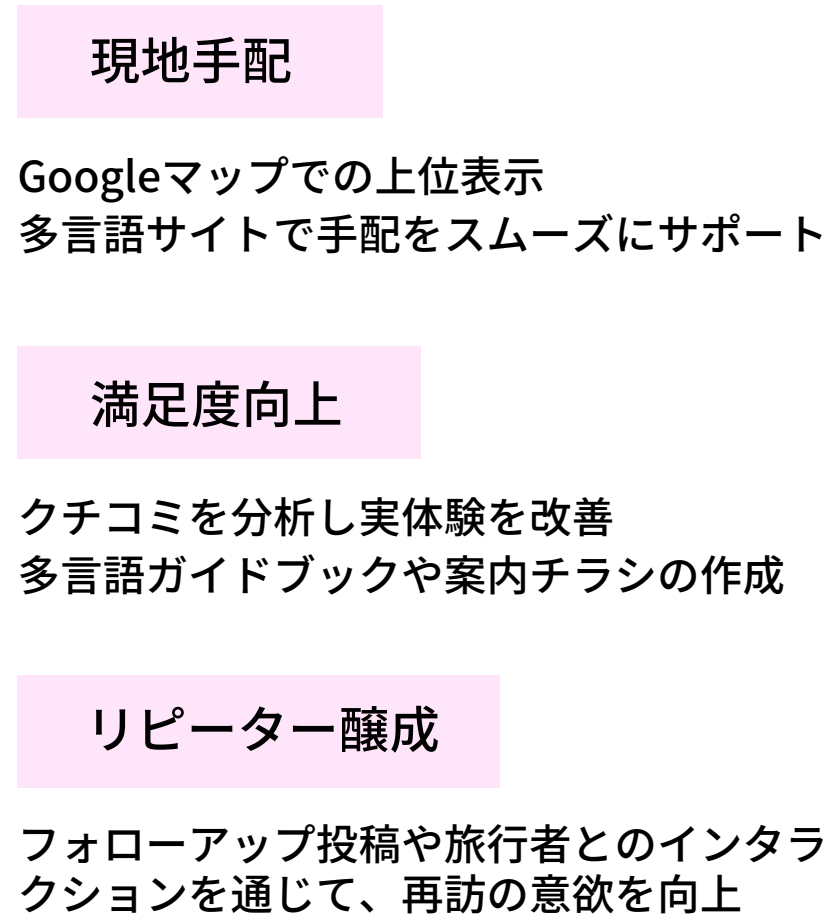 現地手配
Googleマップでの上位表示
多言語サイトで手配をスムーズにサポート
満足度向上
クチコミを分析し実体験を改善
多言語ガイドブックや案内チラシの作成
リピーター醸成
フォローアップ投稿や旅行者とのインタラ
クションを通じて、再訪の意欲を向上